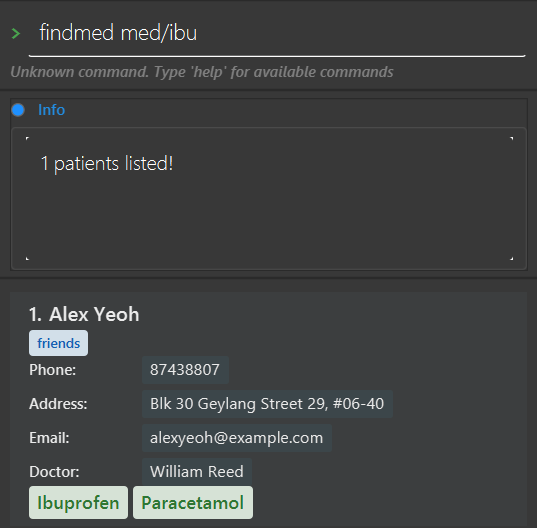 > findmed med/ibu
Unknown command. Type 'help' for available commands
Info
1 patients listed!
1. Alex Yeoh
friends
Phone: 87438807
Address: Blk 30 Geylang Street 29, #06-40
Email: alexyeoh@example.com
Doctor: William Reed
Ibuprofen Paracetamol